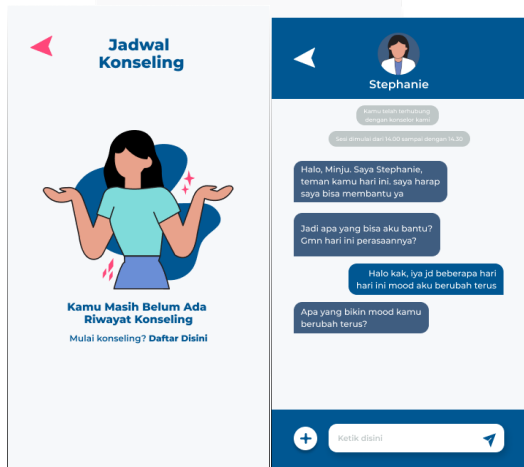 Jadwal
Konseling
Kamu Masih Belum Ada
Riwayat Konseling
Mulai konseling? Daftar Disini
Stephanie
Kamu telah terhubung
dengan konselor kami
Sesi dimulai dari 14.00 sampai dengan 14.30
Halo, Minju. Saya Stephanie,
teman kamu hari ini. saya harap
saya bisa membantu ya
Jadi apa yang bisa aku bantu?
Gmn hari ini perasaannya?
Halo kak, iya jd beberapa hari
hari ini mood aku berubah terus
Apa yang bikin mood kamu
berubah terus?
Ketik disini